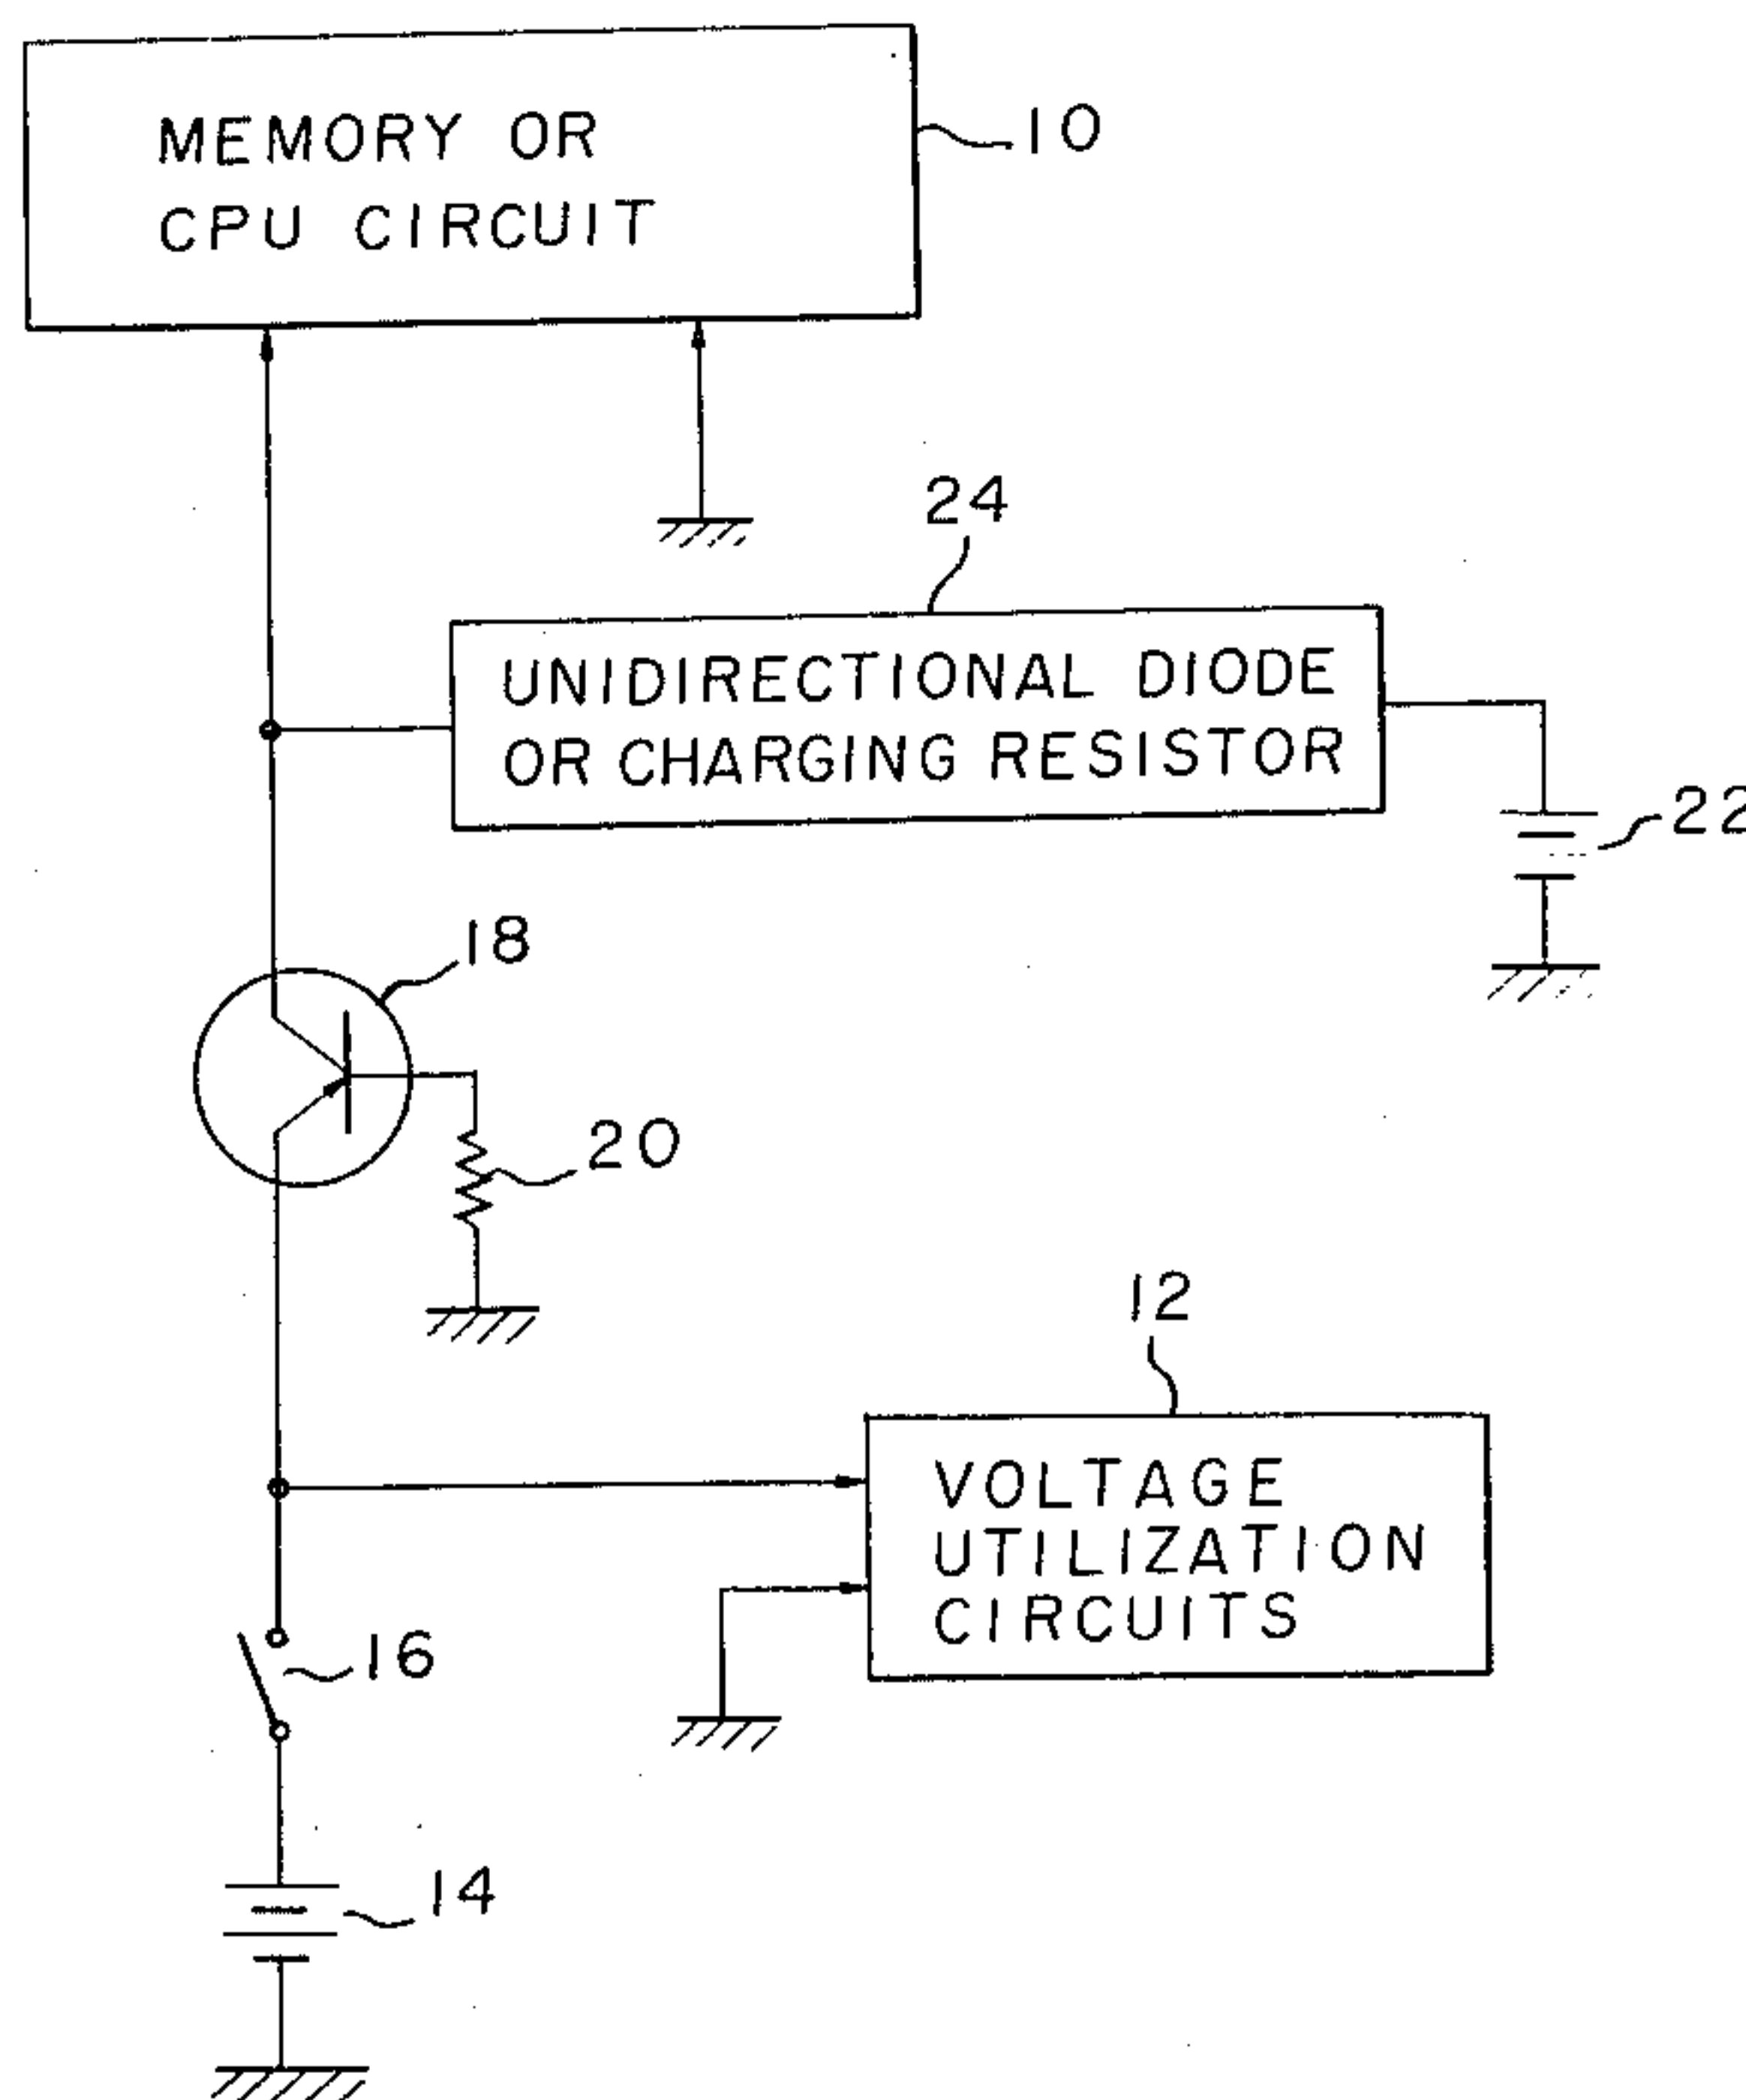 MEMORY OR
CPU CIRCUIT
10
24
UNIDIRECTIONAL DIODE
OR CHARGING RESISTOR
22
18
20
12
VOLTAGE
UTILIZATION
CIRCUITS
16
14